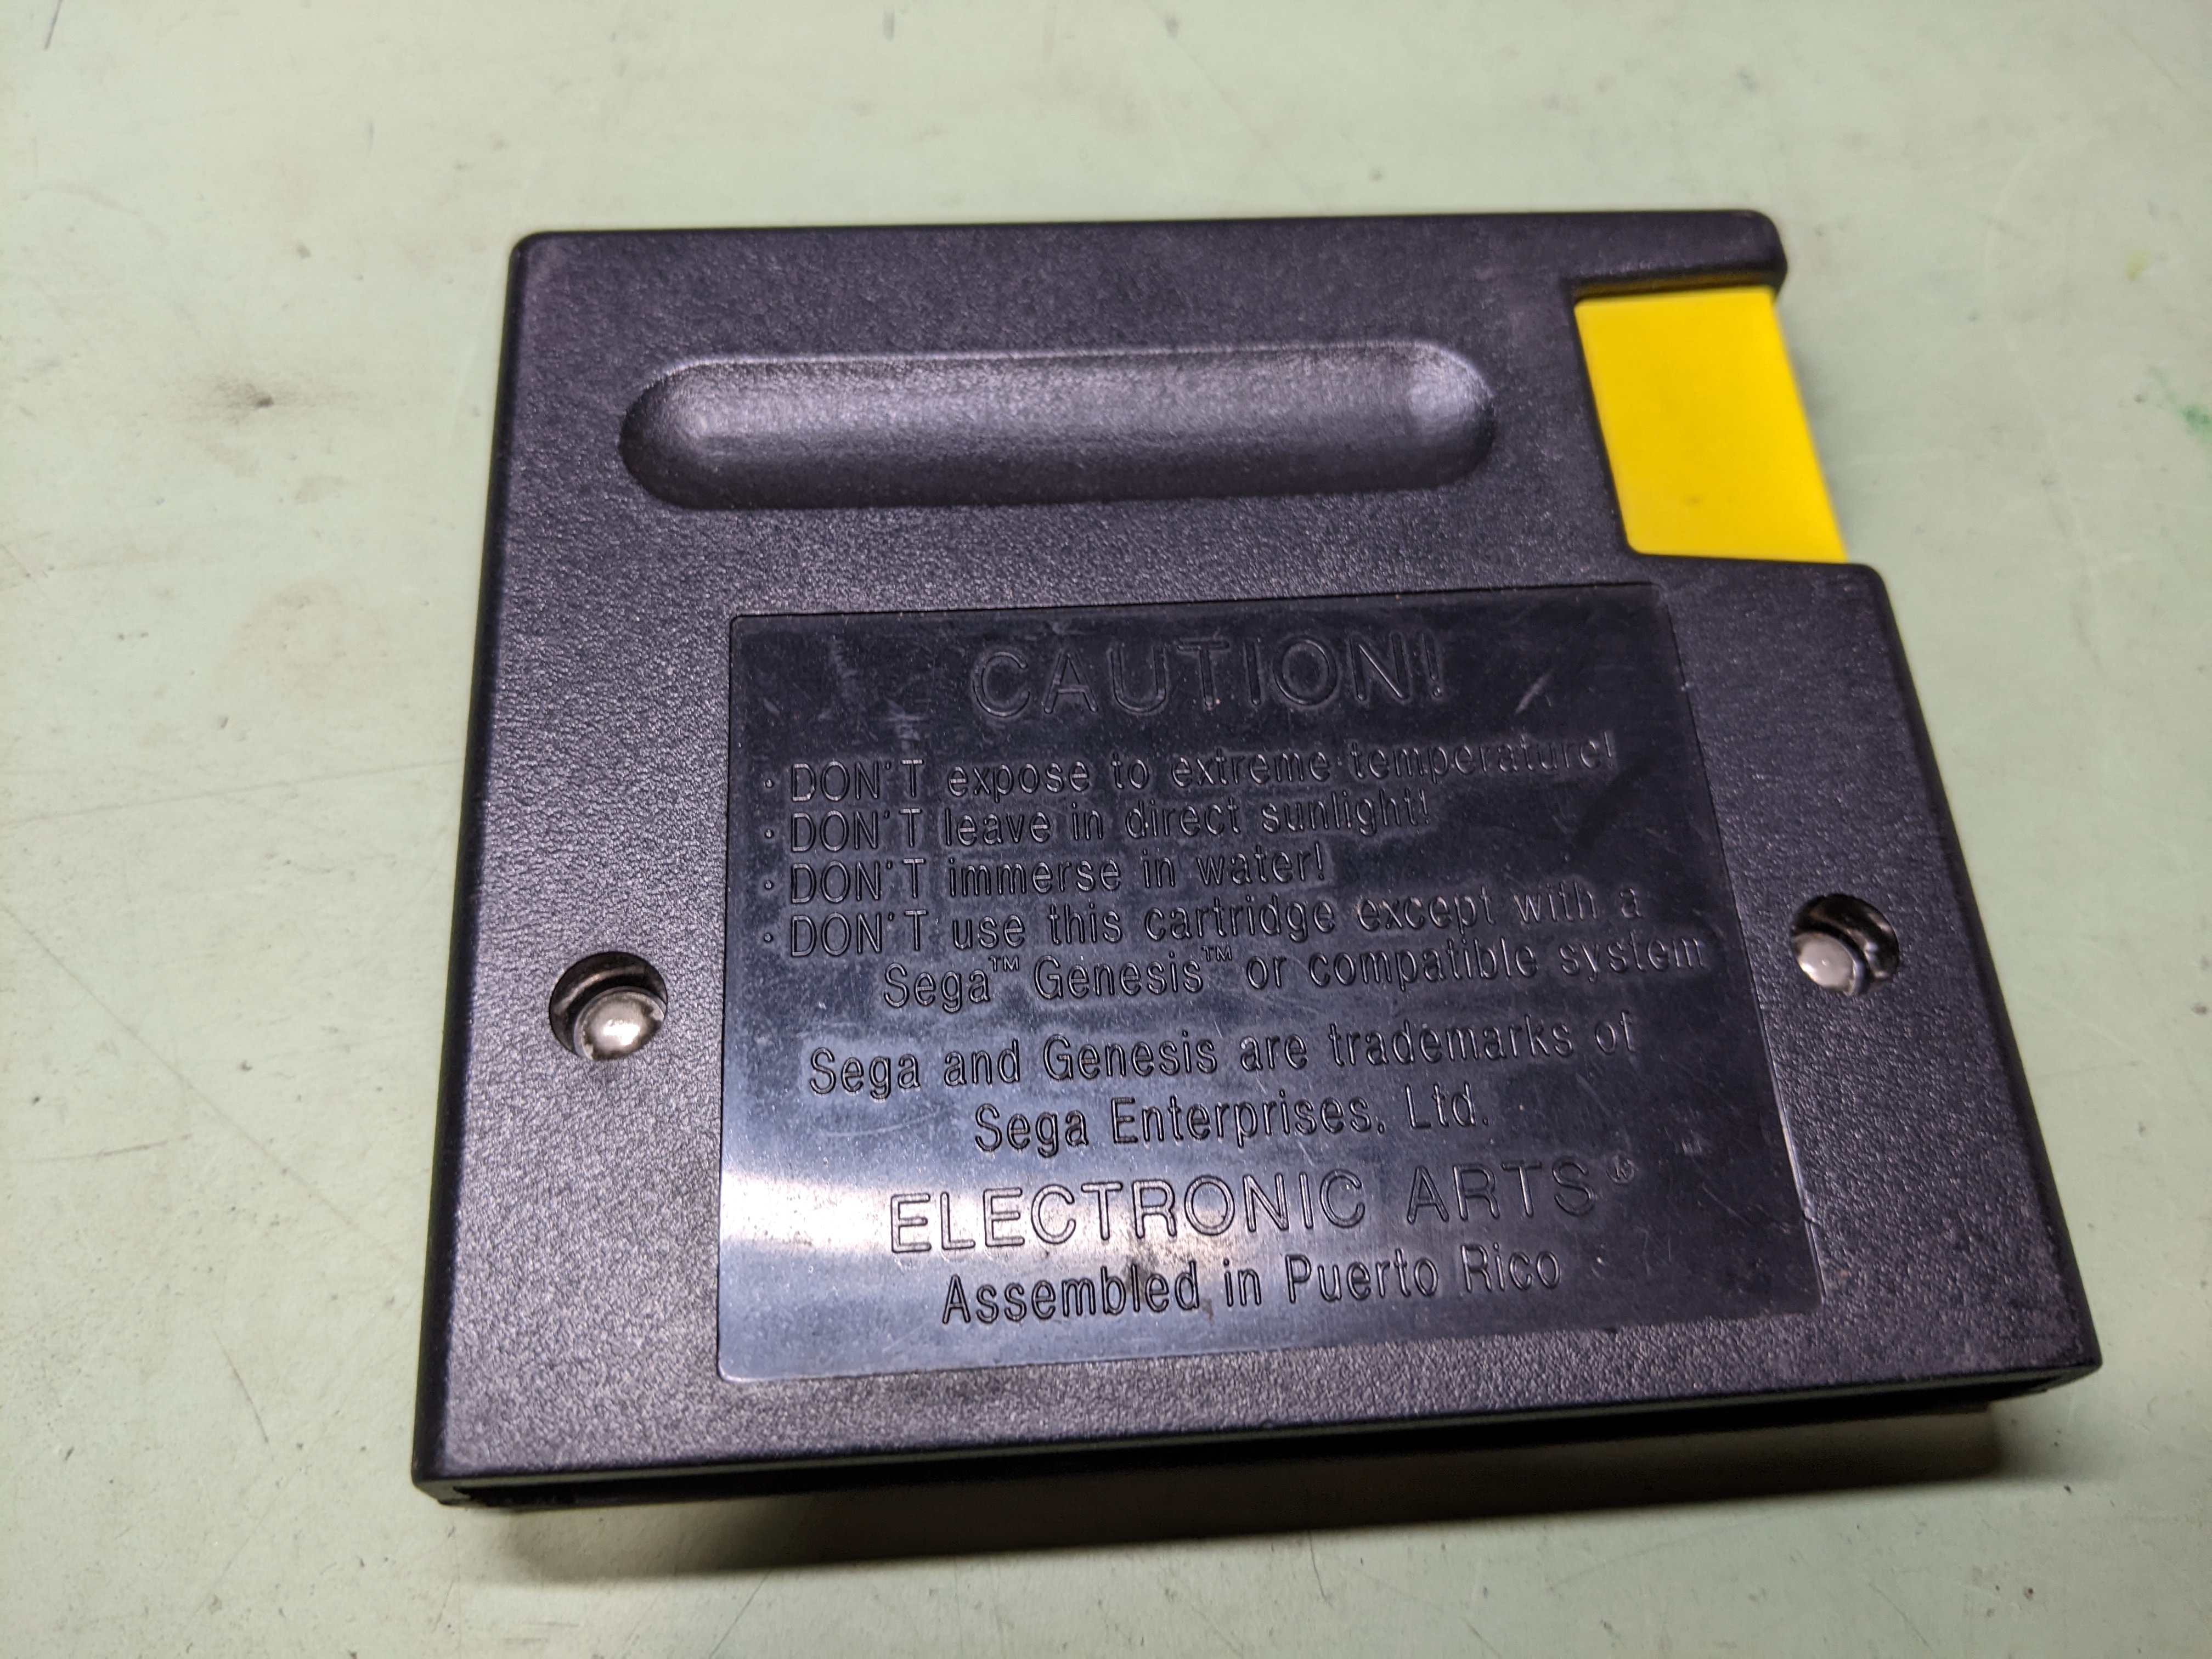 CAUTION!
· DON'T expose to extreme temperature!
· DON'T leave in direct sunlight!
· DON'T immerse in water!
· DON'T use this cartridge except with a
Sega™ Genesis™ or compatible system
Sega and Genesis are trademarks of
Sega Enterprises, Ltd.
ELECTRONIC ARTS®
Assembled in Puerto Rico